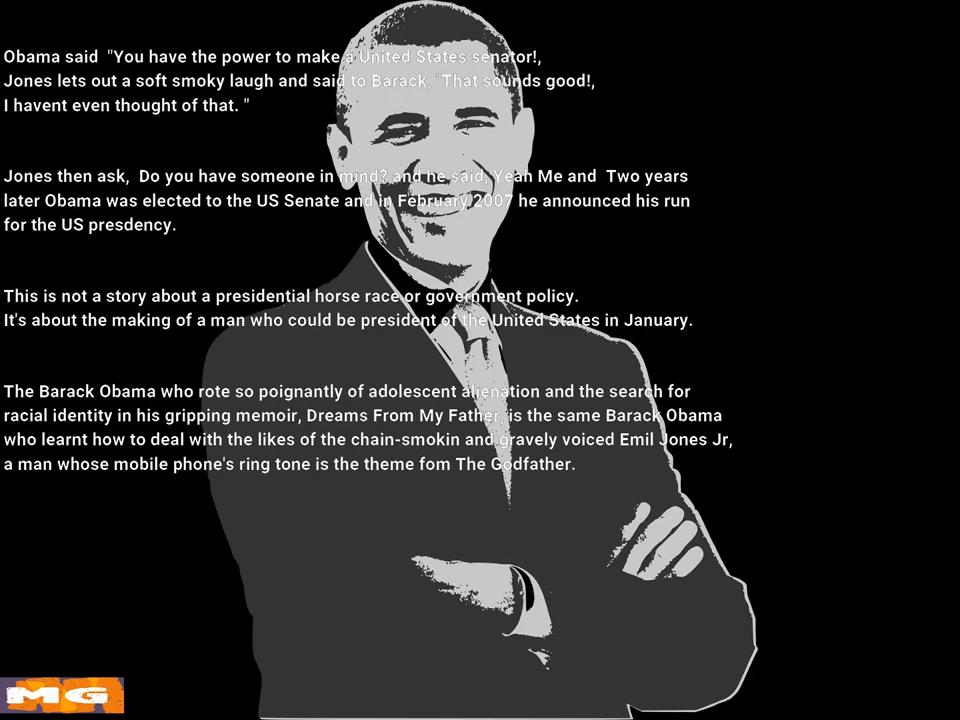 Obama said  "You have the power to make a United States senator!,
Jones lets out a soft smoky laugh and said to Barack, "That sounds good!,
I havent even thought of that. "
Jones then ask,  Do you have someone in mind? and he said, Yeah Me and  Two years
later Obama was elected to the US Senate and in February 2007 he announced his run
for the US presdency.
This is not a story about a presidential horse race or government policy.
It's about the making of a man who could be president of the United States in January.
The Barack Obama who rote so poignantly of adolescent alienation and the search for
racial identity in his gripping memoir, Dreams From My Father, is the same Barack Obama
who learnt how to deal with the likes of the chain-smokin and gravely voiced Emil Jones Jr,
a man whose mobile phone's ring tone is the theme fom The Godfather.
MG